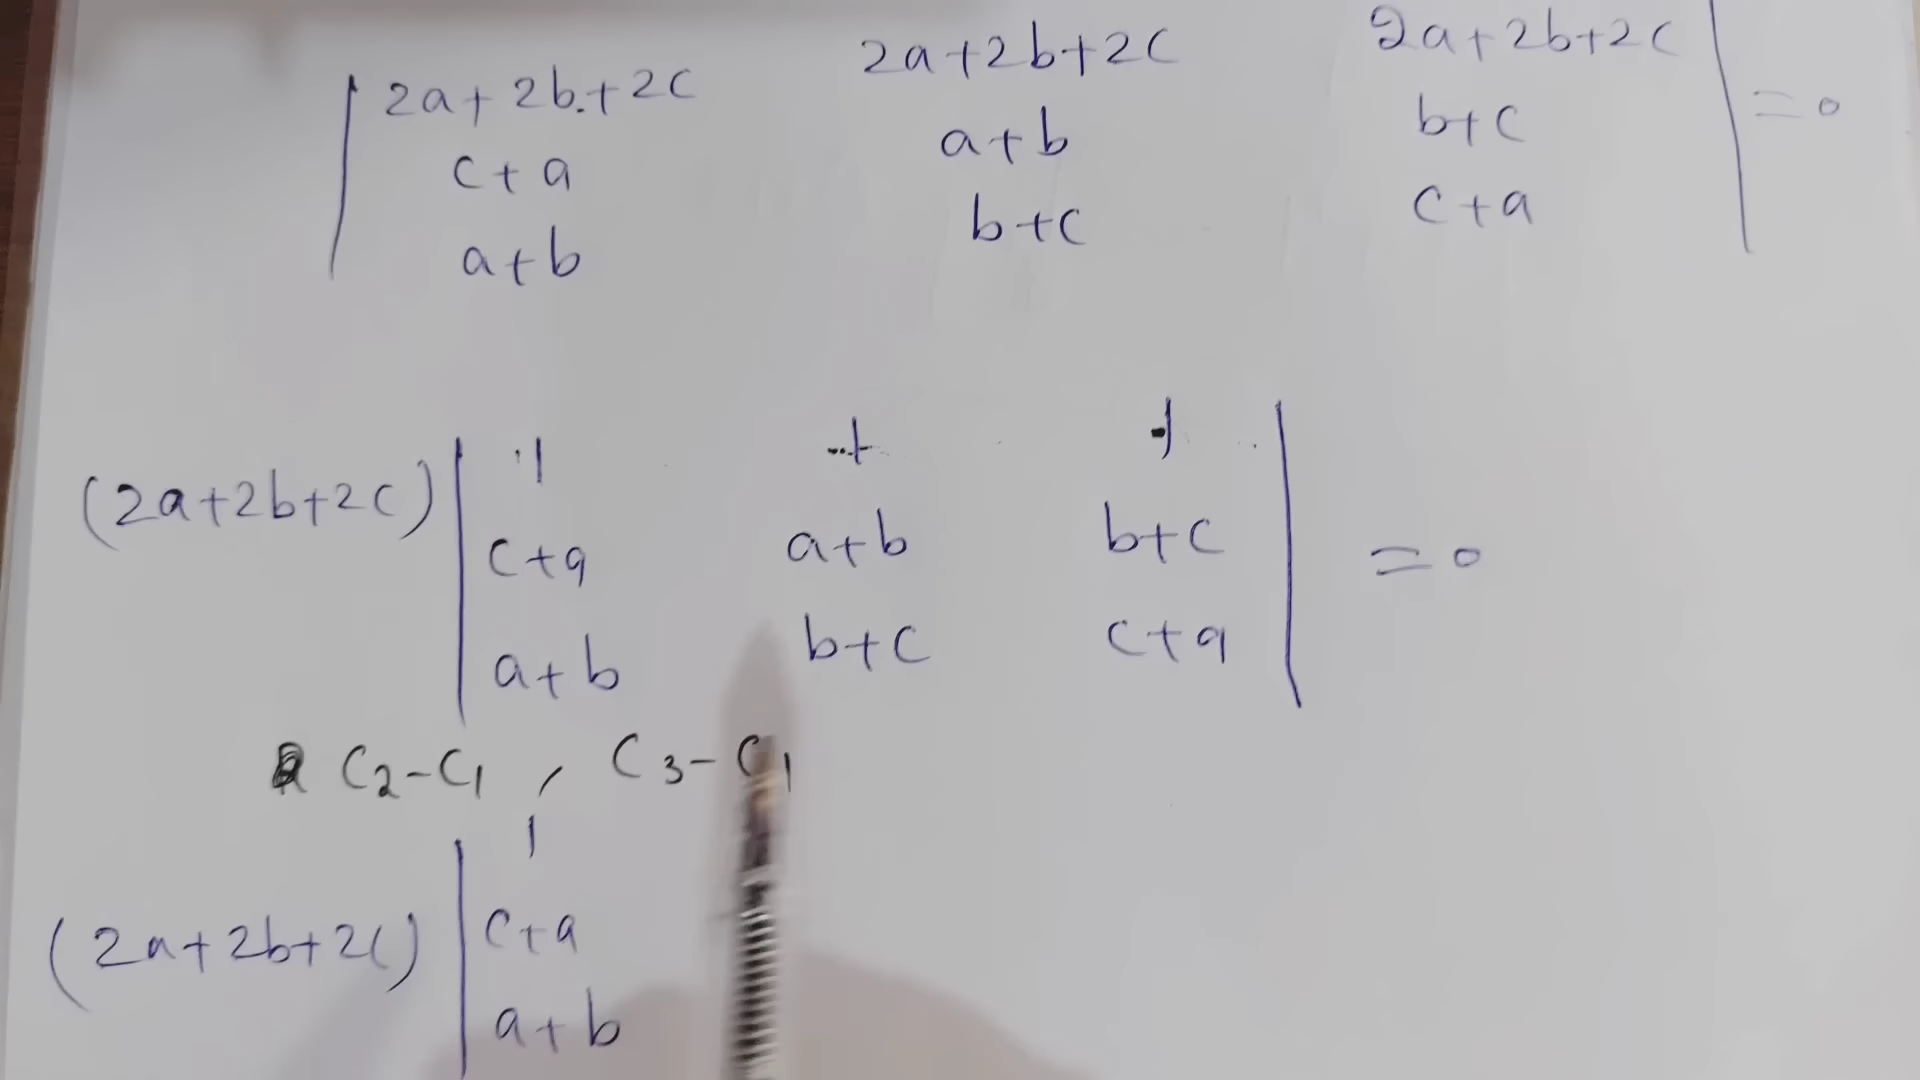 | 2a+2b+2c 2a+2b+2c 2a+2b+2c | = 0
c+a a+b b+c
a+b b+c c+a
(2a+2b+2c) | 1 1 1 | = 0
c+a a+b b+c
a+b b+c c+a
C2-C1 , C3-C1
(2a+2b+2c) | 1
c+a
a+b